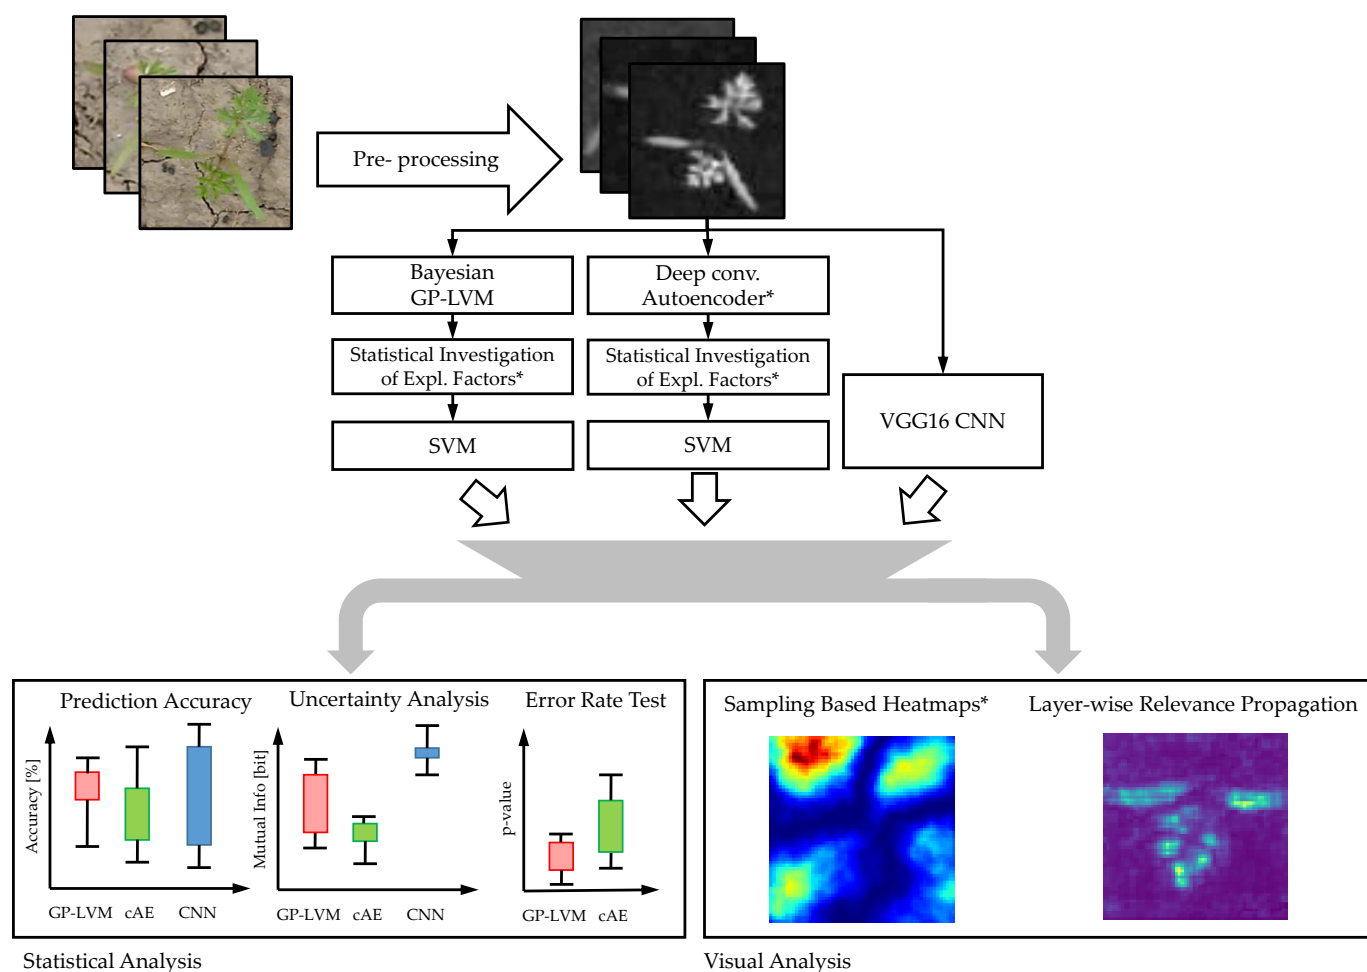 Pre- processing
Bayesian
GP-LVM
Deep conv.
Autoencoder*
Statistical Investigation
of Expl. Factors*
Statistical Investigation
of Expl. Factors*
VGG16 CNN
SVM
SVM
Prediction Accuracy
Uncertainty Analysis
Error Rate Test
Accuracy [%]
Mutual Info [bit]
p-value
GP-LVM
cAE
CNN
GP-LVM
cAE
CNN
GP-LVM
cAE
Statistical Analysis
Sampling Based Heatmaps*
Layer-wise Relevance Propagation
Visual Analysis